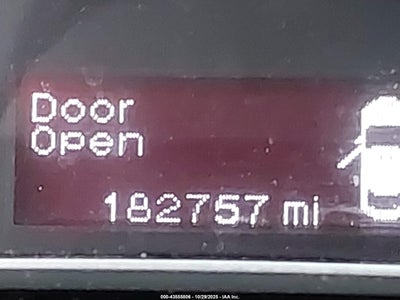 Door
Open
182757 mi
000-43555806 - 10/29/2025 - IAA Inc.